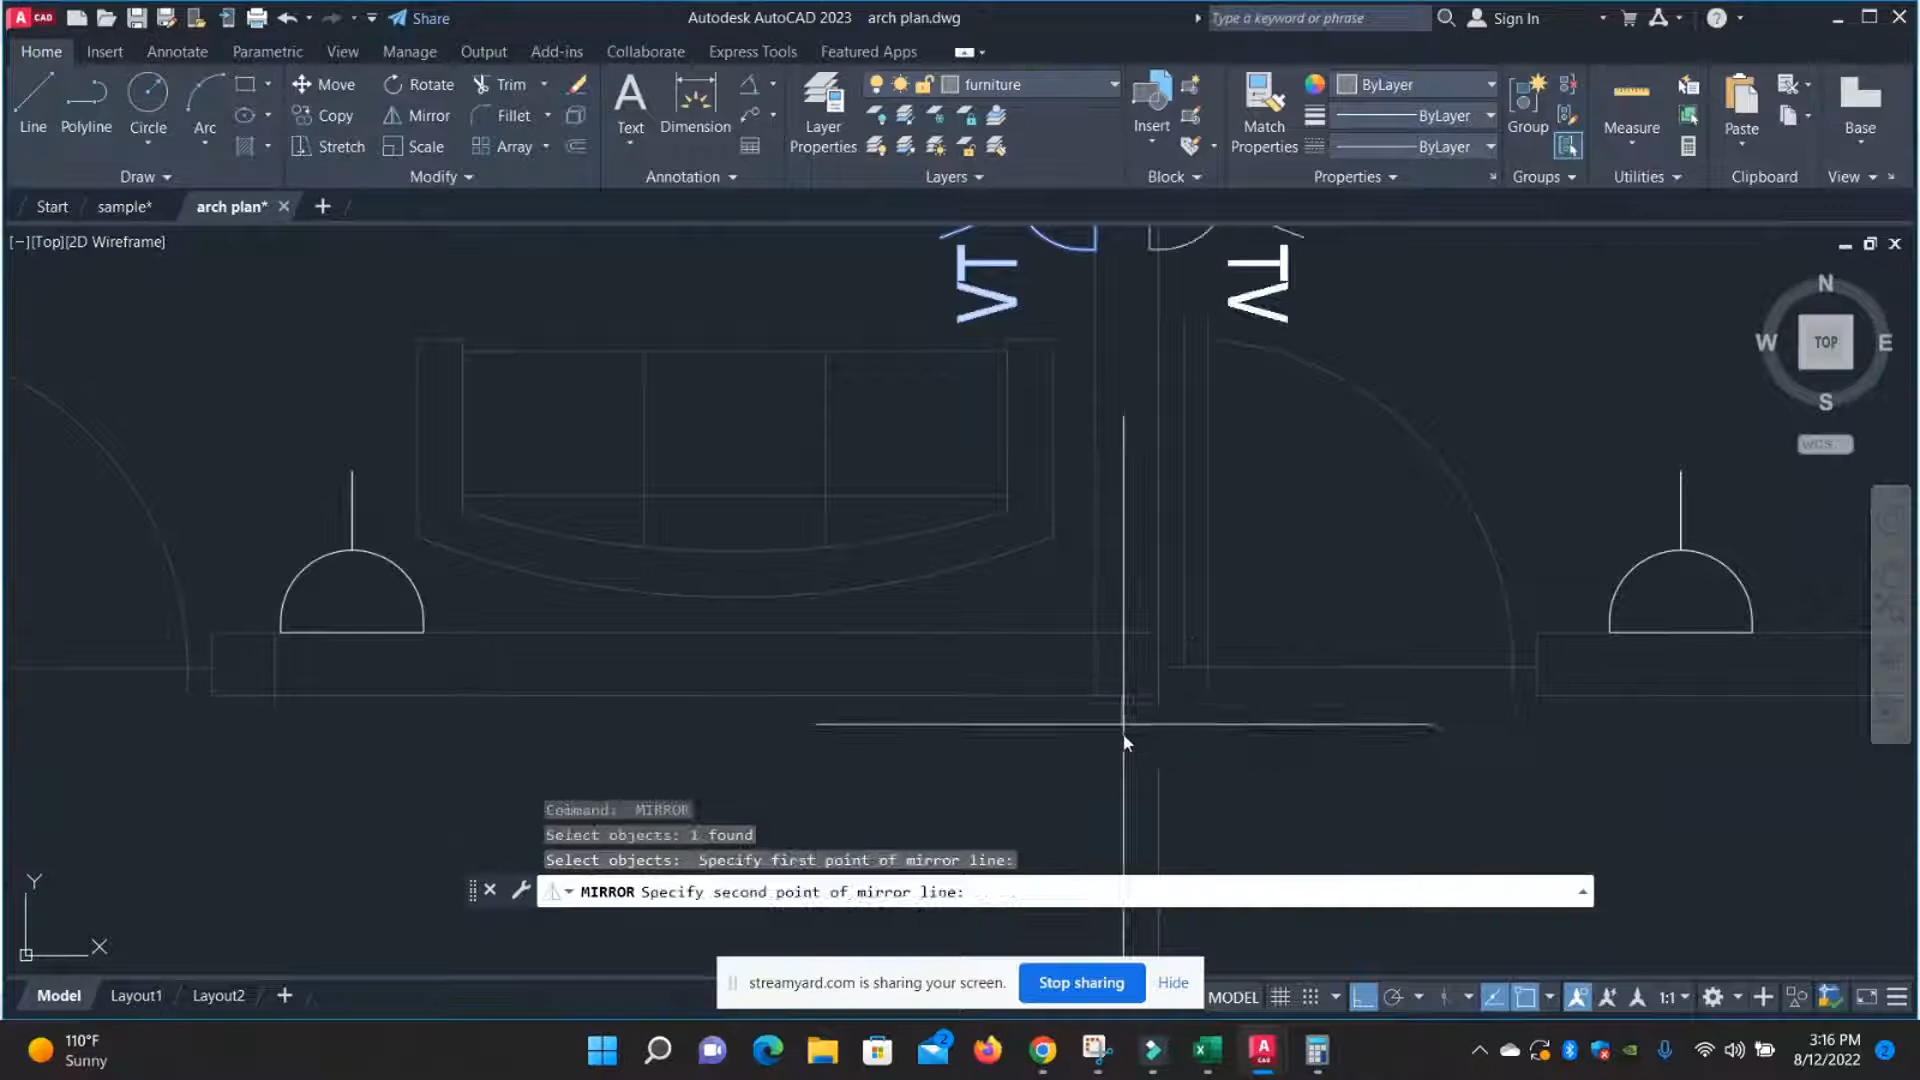 A CAD Share Autodesk AutoCAD 2023 arch plan.dwg Type a keyword or phrase Sign In
Home Insert Annotate Parametric View Manage Output Add-ins Collaborate Express Tools Featured Apps
Line Polyline Circle Arc
Move Rotate Trim
Copy Mirror Fillet
Stretch Scale Array
A Text Dimension
Layer Properties
furniture
Insert
Match Properties
ByLayer
ByLayer
ByLayer
Group
Measure
Paste
Base
Draw Modify Annotation Layers Block Properties Groups Utilities Clipboard View
Start sample* arch plan*
[−][Top][2D Wireframe]
TV
TV
N
W TOP E
S
WCS
Command: MIRROR
Select objects: 1 found
Select objects: Specify first point of mirror line:
MIRROR Specify second point of mirror line:
Y
X
streamyard.com is sharing your screen. Stop sharing Hide
Model Layout1 Layout2 MODEL 1:1
110°F
Sunny
2
A CAD
3:16 PM
8/12/2022
2